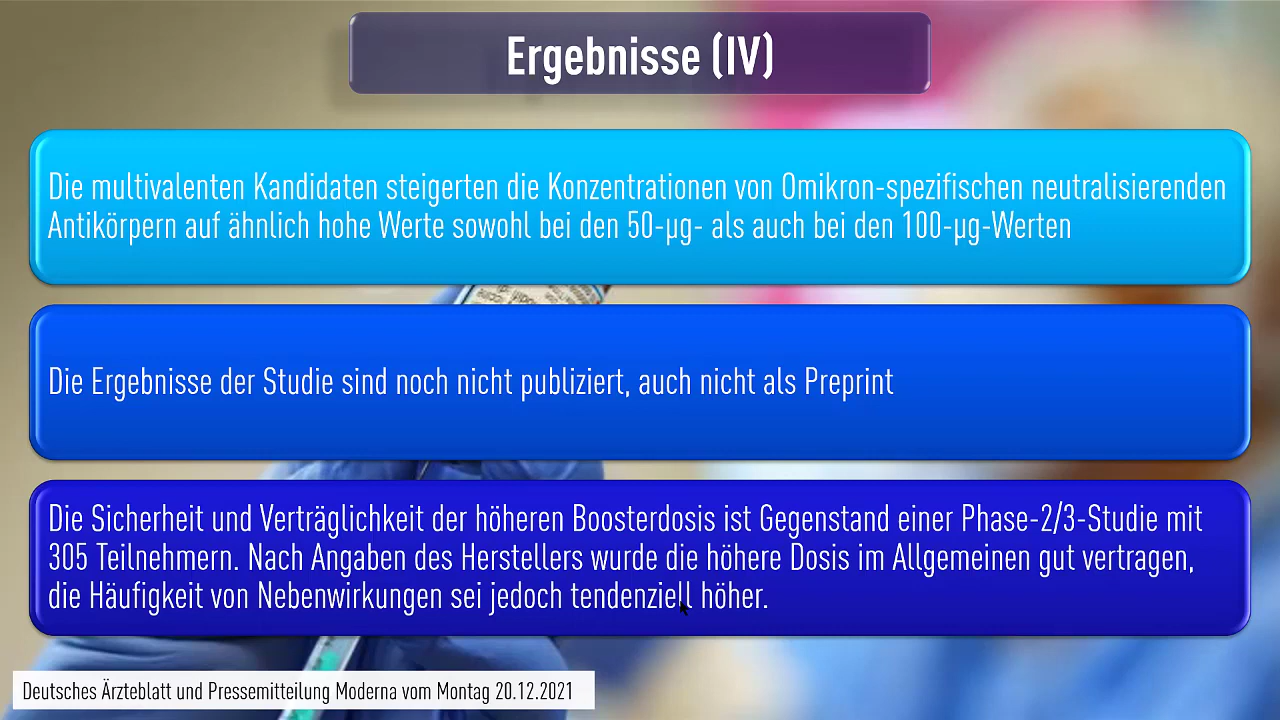 Ergebnisse (IV)
Die multivalenten Kandidaten steigerten die Konzentrationen von Omikron-spezifischen neutralisierenden
Antikörpern auf ähnlich hohe Werte sowohl bei den 50-µg- als auch bei den 100-µg-Werten
Die Ergebnisse der Studie sind noch nicht publiziert, auch nicht als Preprint
Die Sicherheit und Verträglichkeit der höheren Boosterdosis ist Gegenstand einer Phase-2/3-Studie mit
305 Teilnehmern. Nach Angaben des Herstellers wurde die höhere Dosis im Allgemeinen gut vertragen,
die Häufigkeit von Nebenwirkungen sei jedoch tendenziell höher.
Deutsches Ärzteblatt und Pressemitteilung Moderna vom Montag 20.12.2021